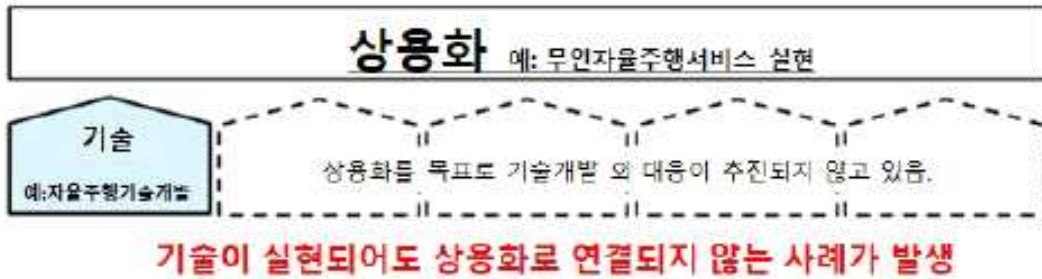 상용화 예: 무인자율주행서비스 실현
기술
예:자율주행기술개발
상용화를 목표로 기술개발 외 대응이 추진되지 않고 있음.
기술이 실현되어도 상용화로 연결되지 않는 사례가 발생